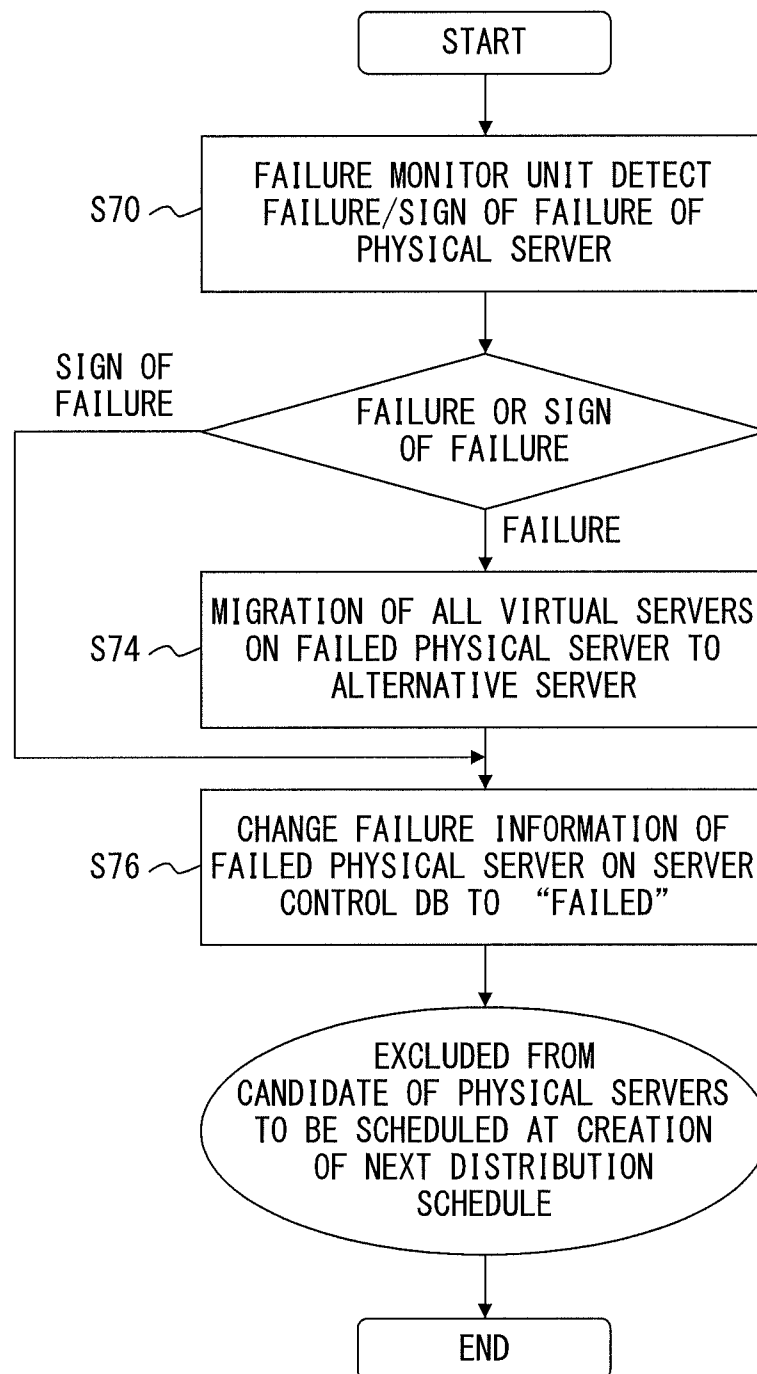 START
FAILURE MONITOR UNIT DETECT
FAILURE/SIGN OF FAILURE OF
PHYSICAL SERVER
S70
SIGN OF
FAILURE
FAILURE OR SIGN
OF FAILURE
FAILURE
MIGRATION OF ALL VIRTUAL SERVERS
ON FAILED PHYSICAL SERVER TO
ALTERNATIVE SERVER
S74
CHANGE FAILURE INFORMATION OF
FAILED PHYSICAL SERVER ON SERVER
CONTROL DB TO “FAILED”
S76
EXCLUDED FROM
CANDIDATE OF PHYSICAL SERVERS
TO BE SCHEDULED AT CREATION
OF NEXT DISTRIBUTION
SCHEDULE
END